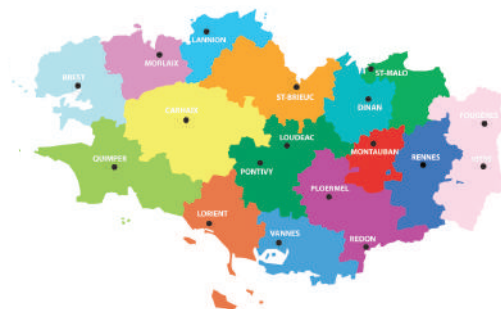 LANNION
MORLAIX
BREST
ST-MALO
ST-BRIEUC
DINAN
CARHAIX
FOUGERES
LOUDEAC
MONTAUBAN
QUIMPER
PONTIVY
RENNES
VITRE
PLOERMEL
LORIENT
VANNES
REDON